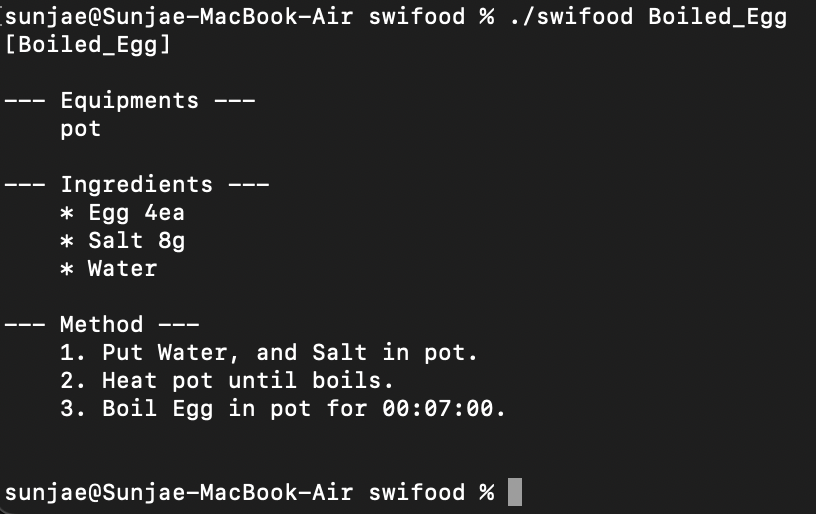 sunjae@Sunjae-MacBook-Air swifood % ./swifood Boiled_Egg
[Boiled_Egg]
--- Equipments ---
pot
--- Ingredients ---
* Egg 4ea
* Salt 8g
* Water
--- Method ---
1. Put Water, and Salt in pot.
2. Heat pot until boils.
3. Boil Egg in pot for 00:07:00.
sunjae@Sunjae-MacBook-Air swifood %